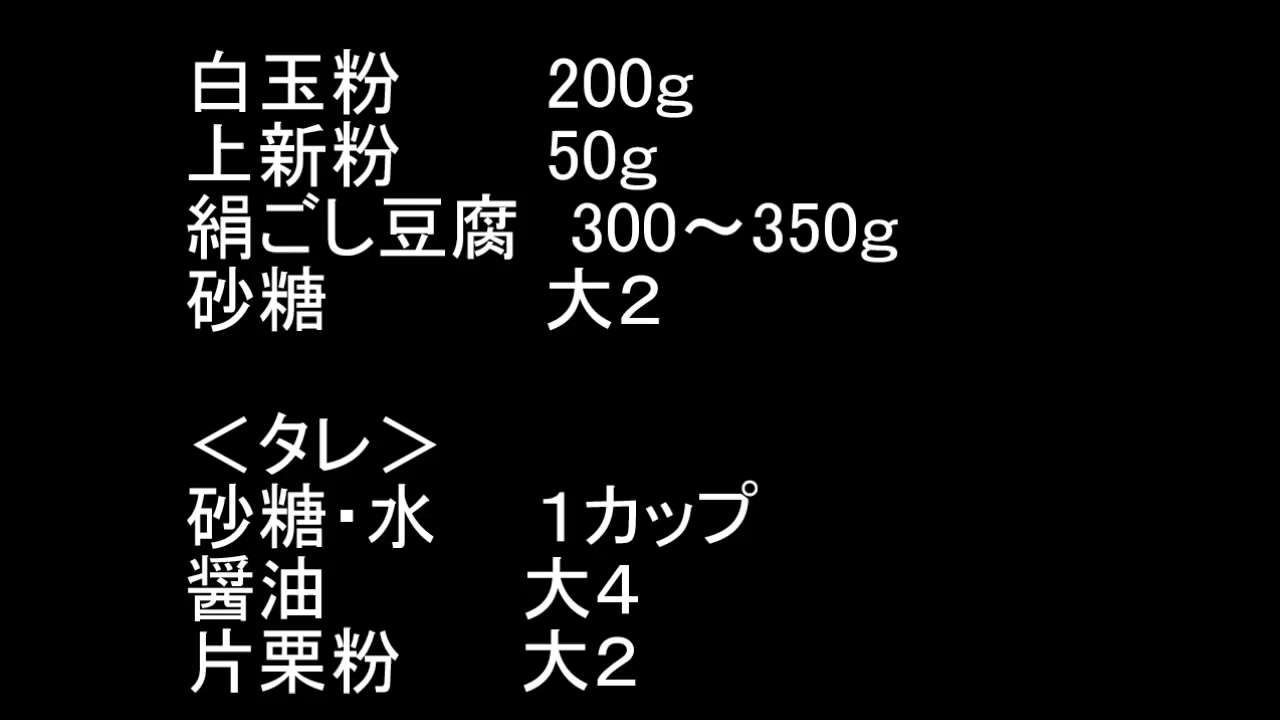 白玉粉　　200g
上新粉　　50g
絹ごし豆腐　300～350g
砂糖　　　大２
＜タレ＞
砂糖・水　　１カップ
醤油　　　大４
片栗粉　　大２